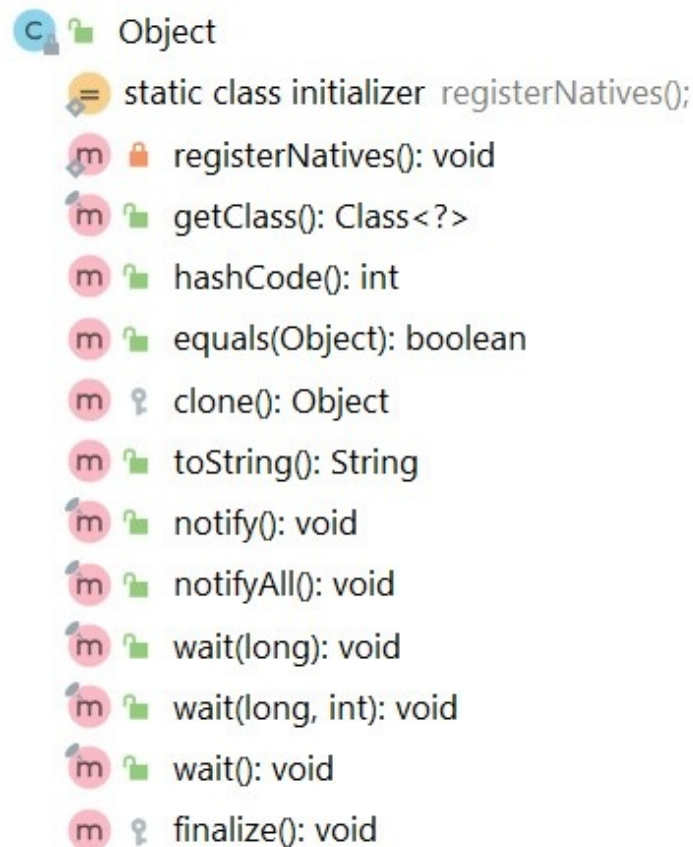 C Object
= static class initializer registerNatives();
m registerNatives(): void
m getClass(): Class<?>
m hashCode(): int
m equals(Object): boolean
m clone(): Object
m toString(): String
m notify(): void
m notifyAll(): void
m wait(long): void
m wait(long, int): void
m wait(): void
m finalize(): void